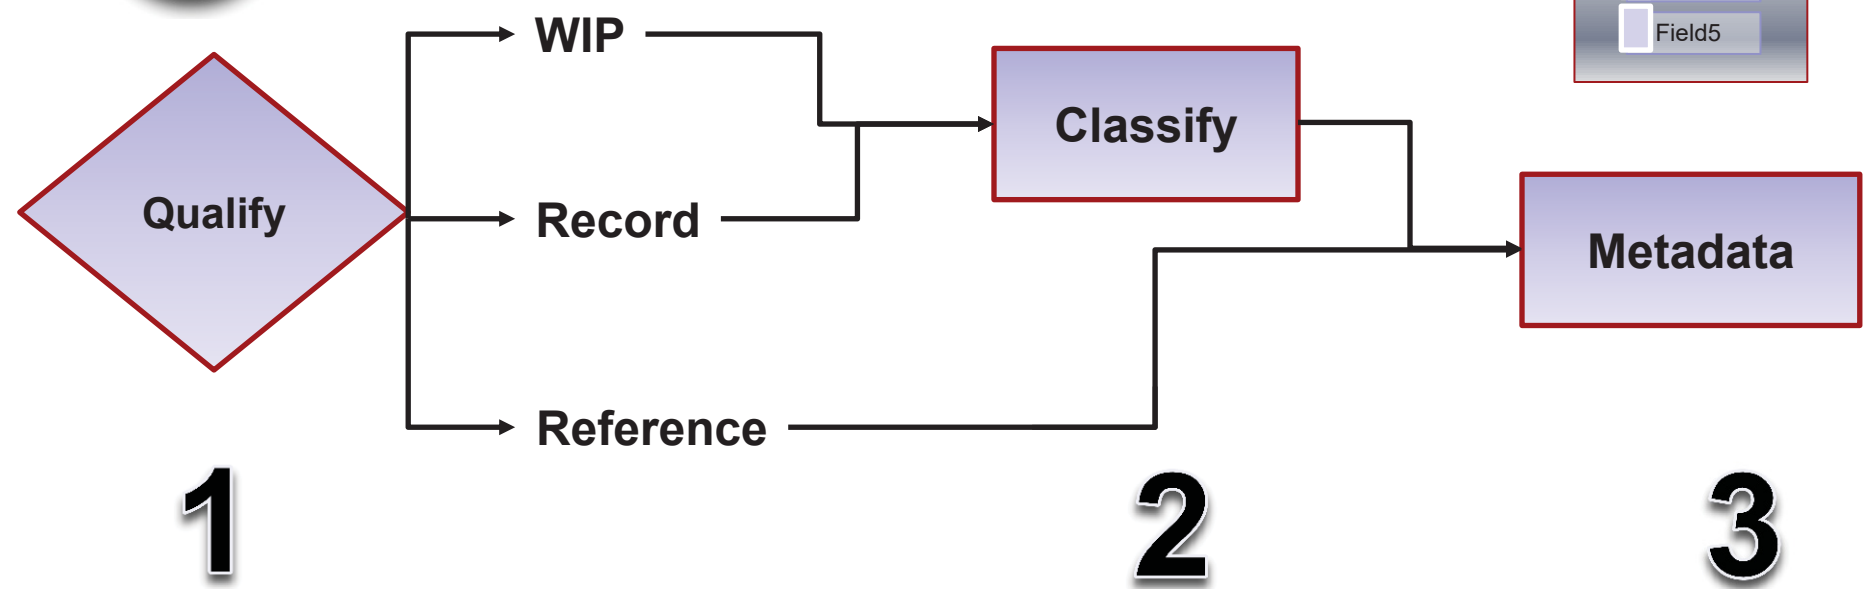 WIP
Field5
Classify
Qualify
Record
Metadata
Reference
1
2
3